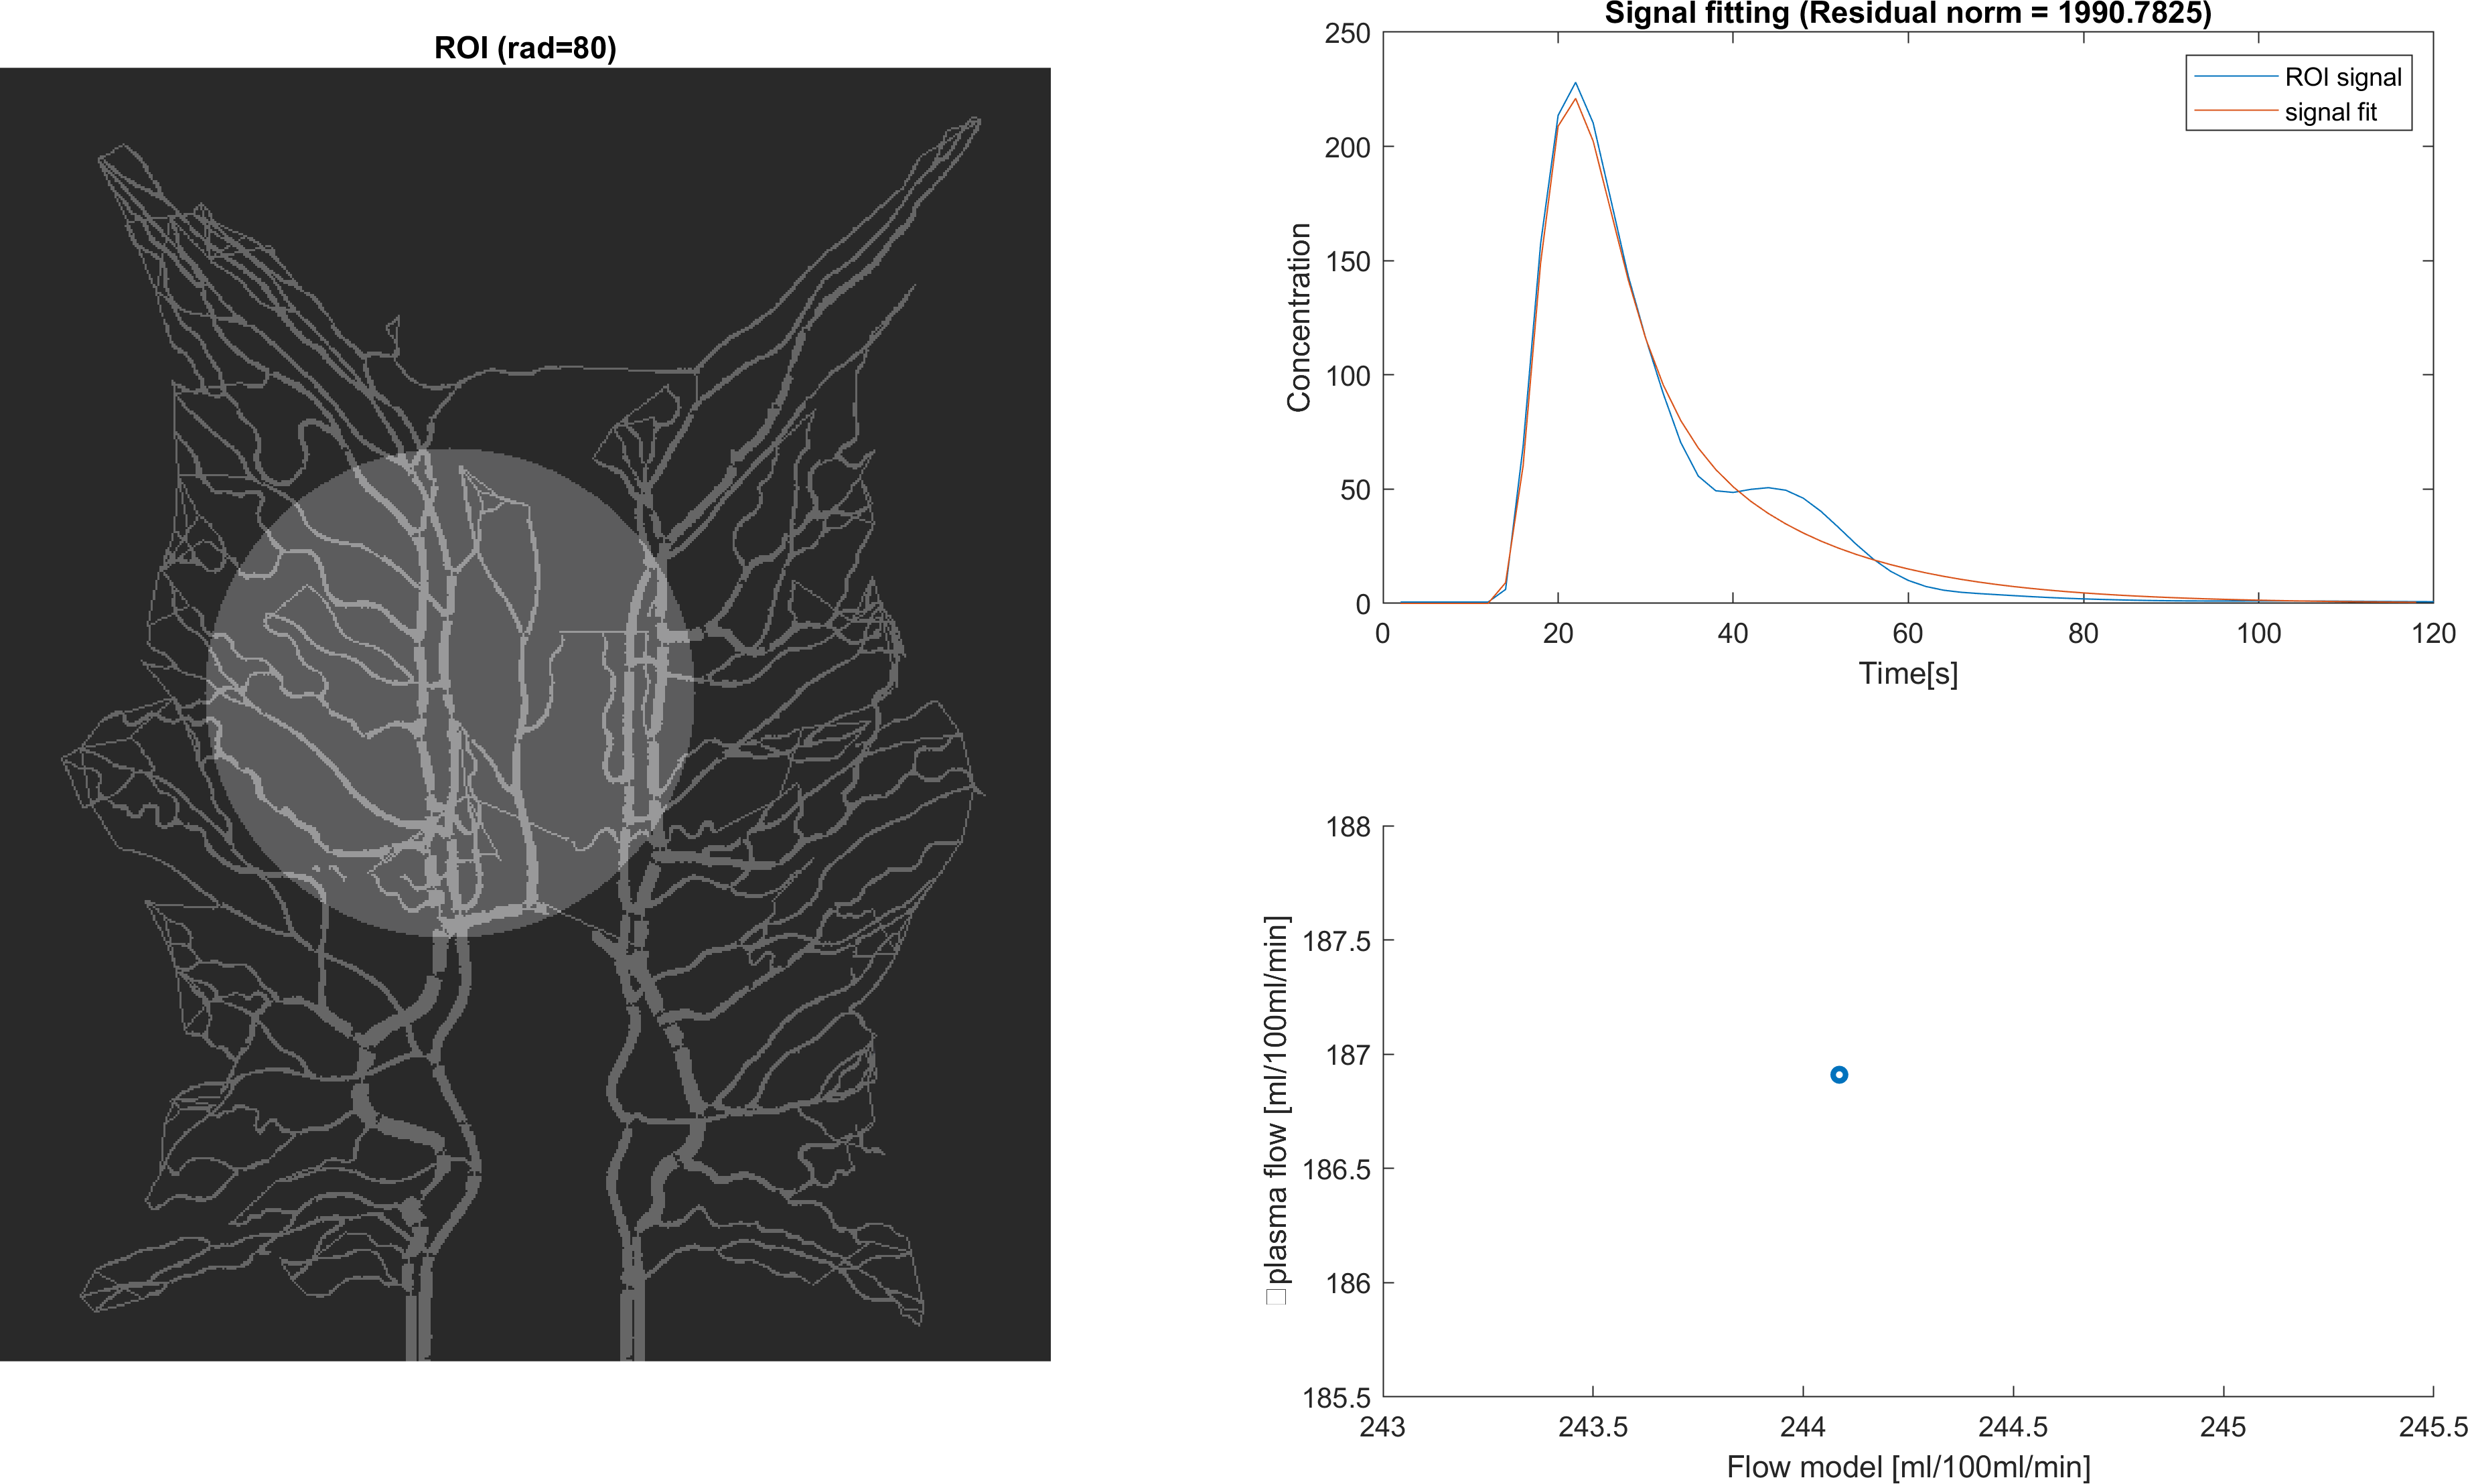 ROI (rad=80)
Signal fitting (Residual norm = 1990.7825)
250
200
150
100
50
0
Concentration
ROI signal
signal fit
0 20 40 60 80 100 120
Time[s]
188
187.5
187
186.5
186
185.5
□plasma flow [ml/100ml/min]
243 243.5 244 244.5 245 245.5
Flow model [ml/100ml/min]